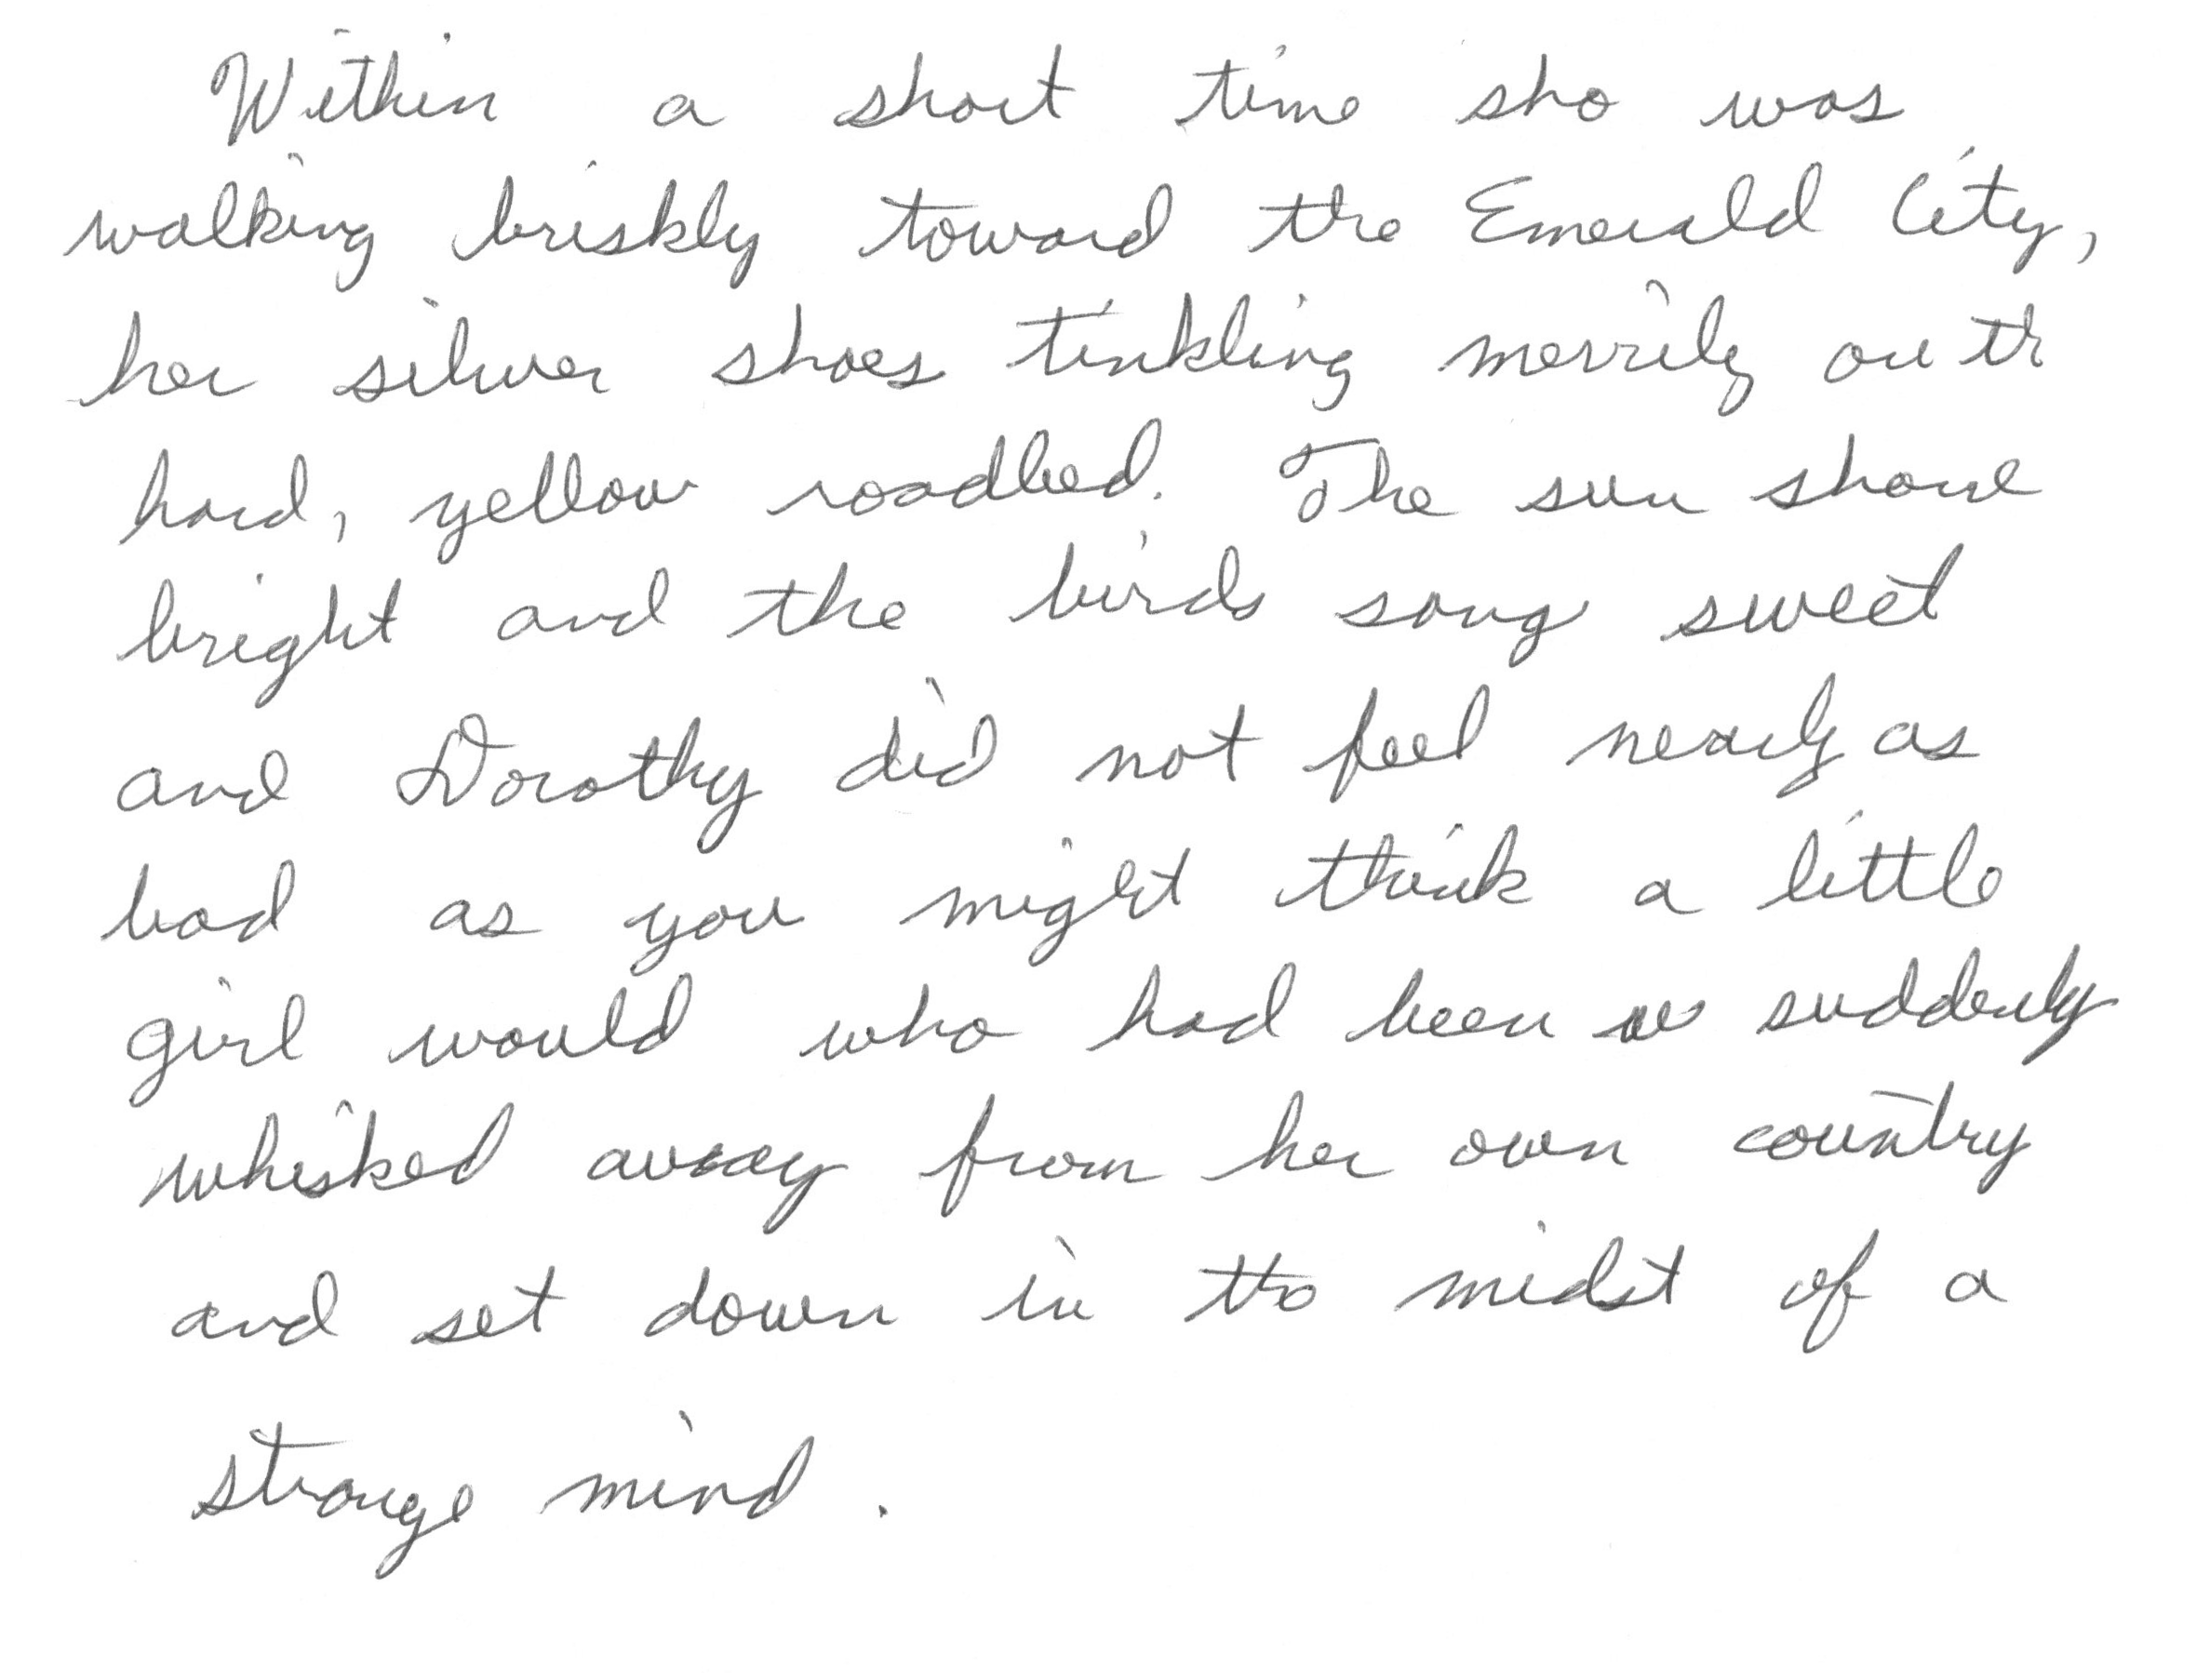 Within a short time she was
walking briskly toward the Emerald City,
her silver shoes tinkling merrily on th
hard, yellow roadbed. The sun shone
bright and the birds song sweet
and Dorothy did not feel nearly as
bad as you might think a little
girl would who had been suddenly
whisked away from her own country
and set down in the midst of a
strange mind.